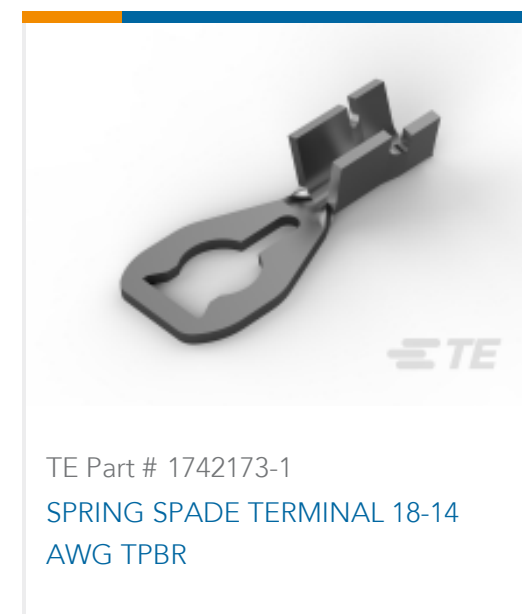 TE
TE Part # 1742173-1
SPRING SPADE TERMINAL 18-14
AWG TPBR